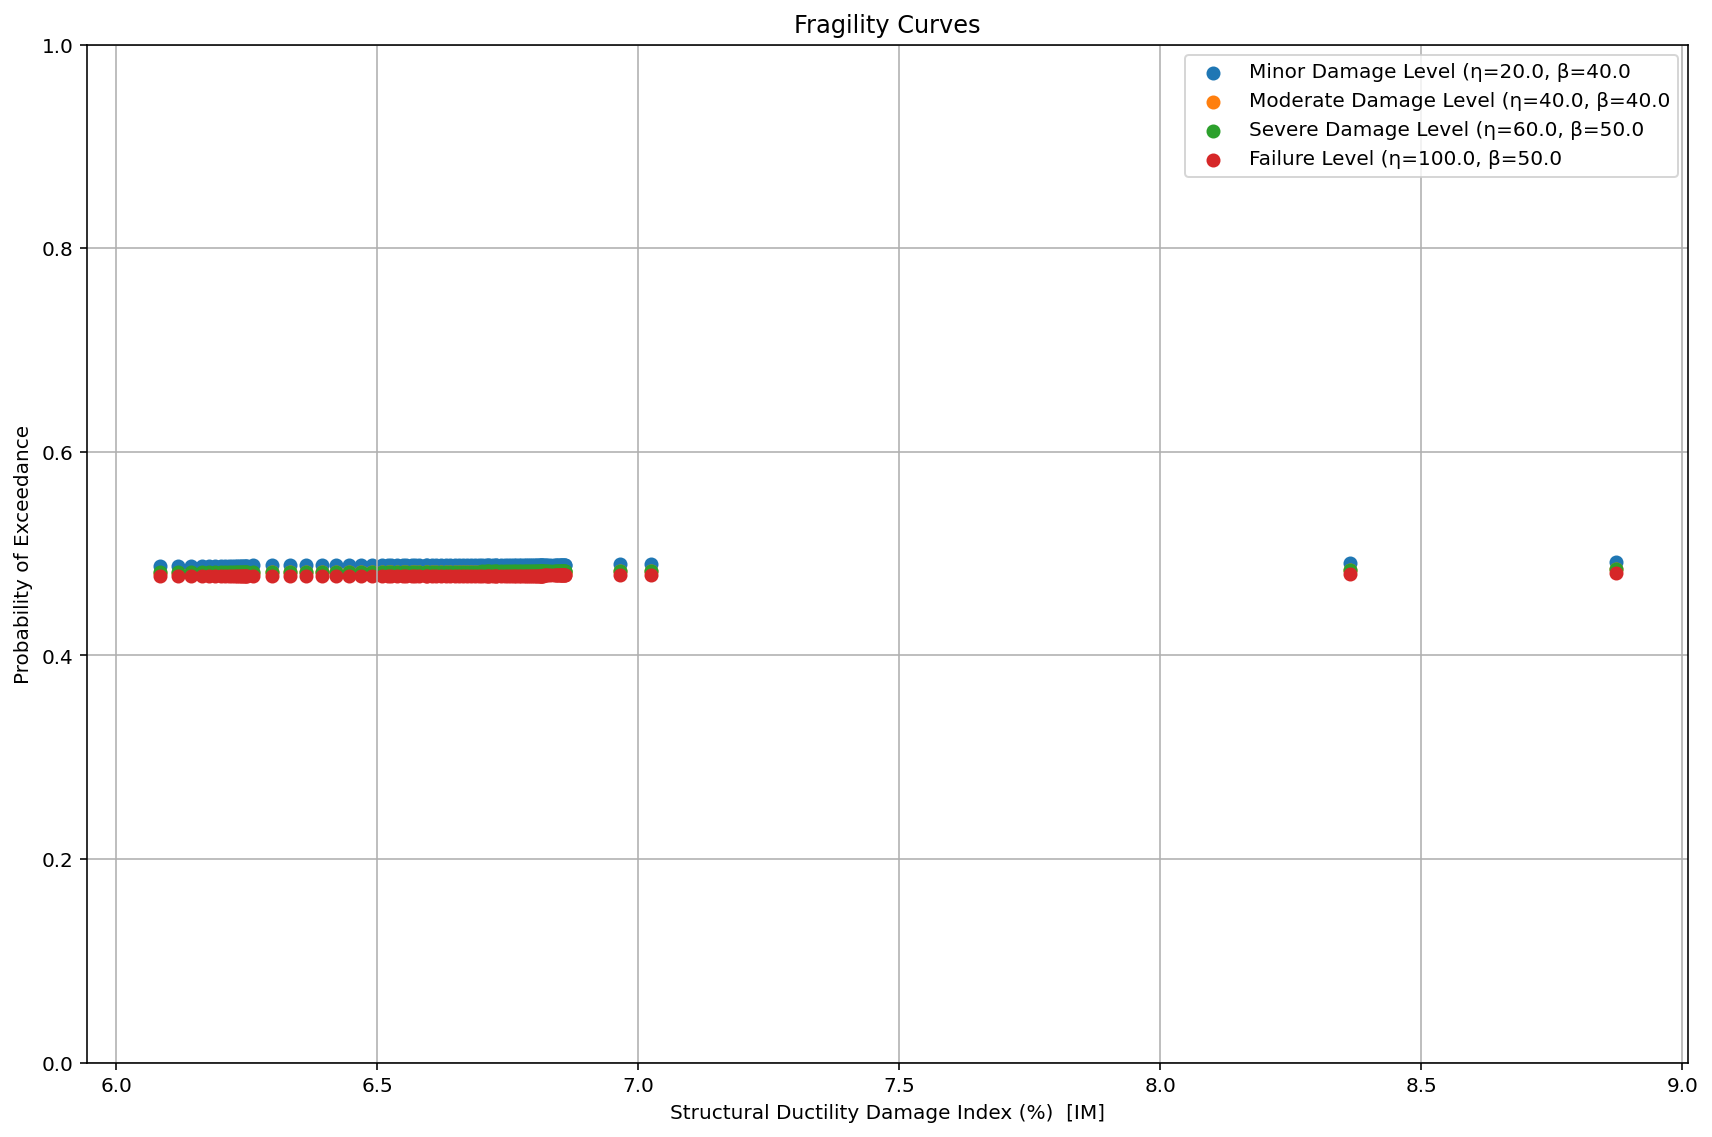 Fragility Curves
1.0
0.8
0.6
0.4
0.2
0.0
Probability of Exceedance
Minor Damage Level (η=20.0, β=40.0
Moderate Damage Level (η=40.0, β=40.0
Severe Damage Level (η=60.0, β=50.0
Failure Level (η=100.0, β=50.0
6.0 6.5 7.0 7.5 8.0 8.5 9.0
Structural Ductility Damage Index (%)  [IM]